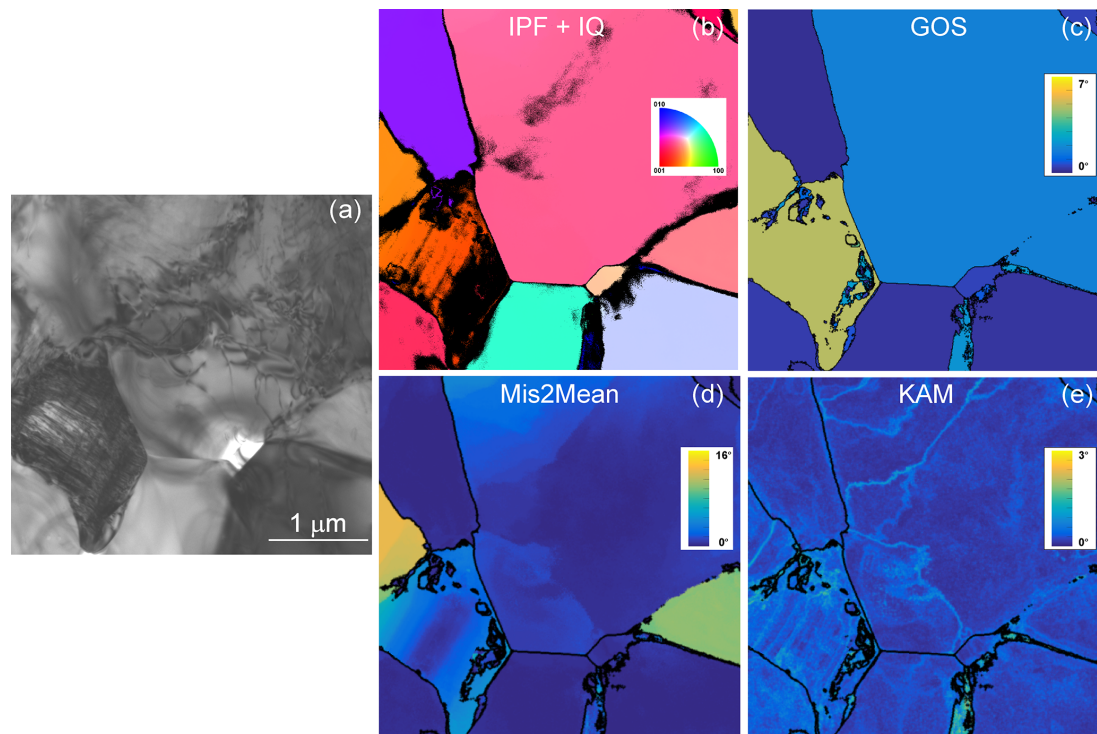 (a)
1 μm
IPF + IQ
(b)
010
001
100
GOS
(c)
7°
0°
Mis2Mean
(d)
16°
0°
KAM
(e)
3°
0°